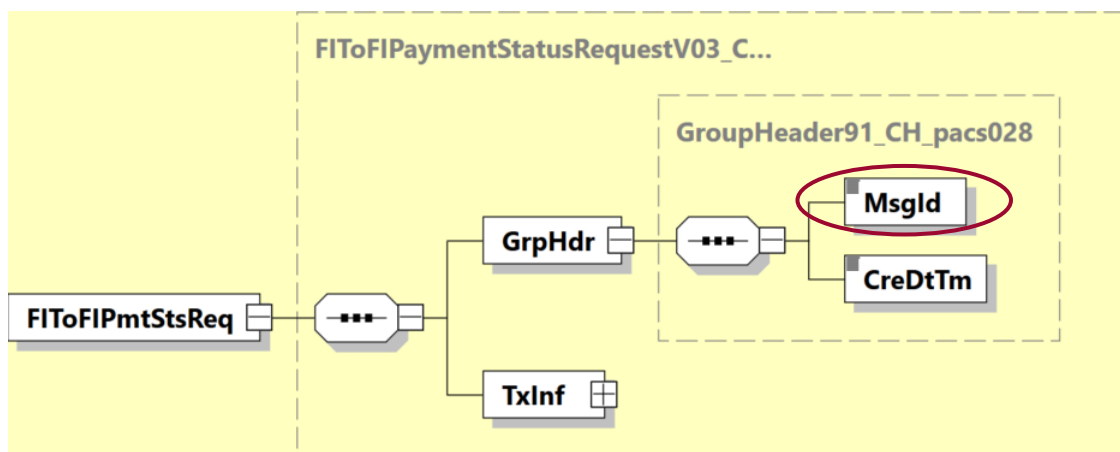 FIToFIPaymentStatusRequestV03_C...
GroupHeader91_CH_pacs028
MsgId
GrpHdr
CreDtTm
FIToFIPmtStsReq
TxInf